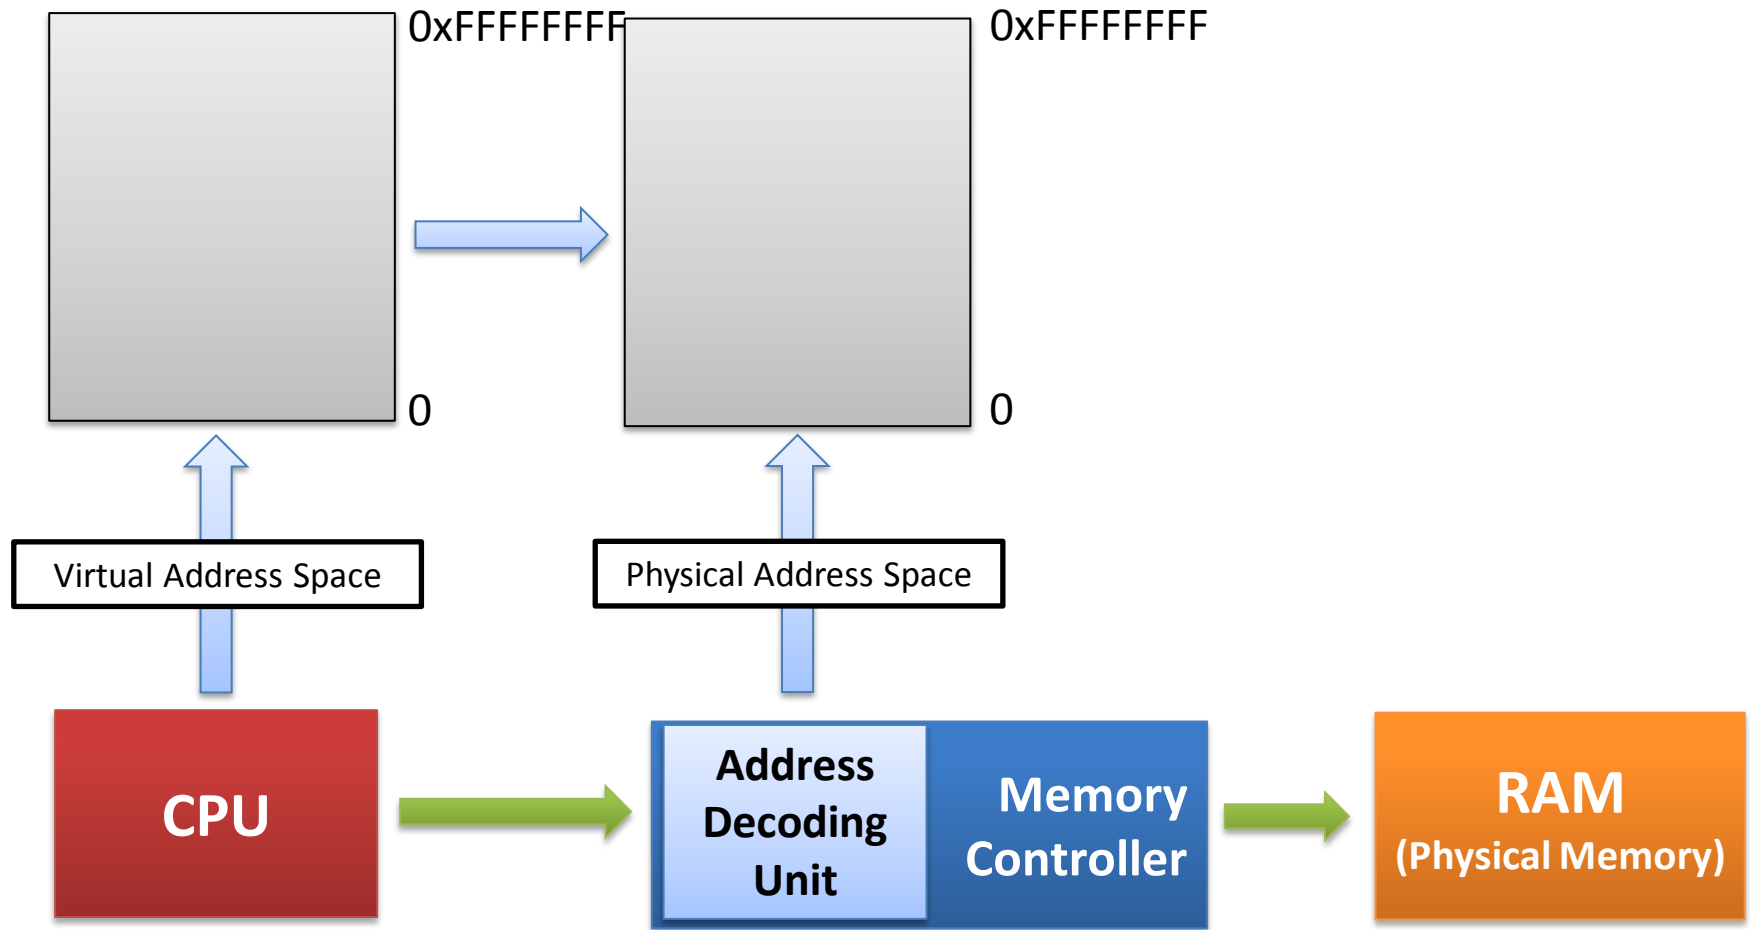 0xFFFFFFFF
0xFFFFFFFF
0
0
Virtual Address Space
Physical Address Space
CPU
Address
Decoding
Unit
Memory
Controller
RAM
(Physical Memory)